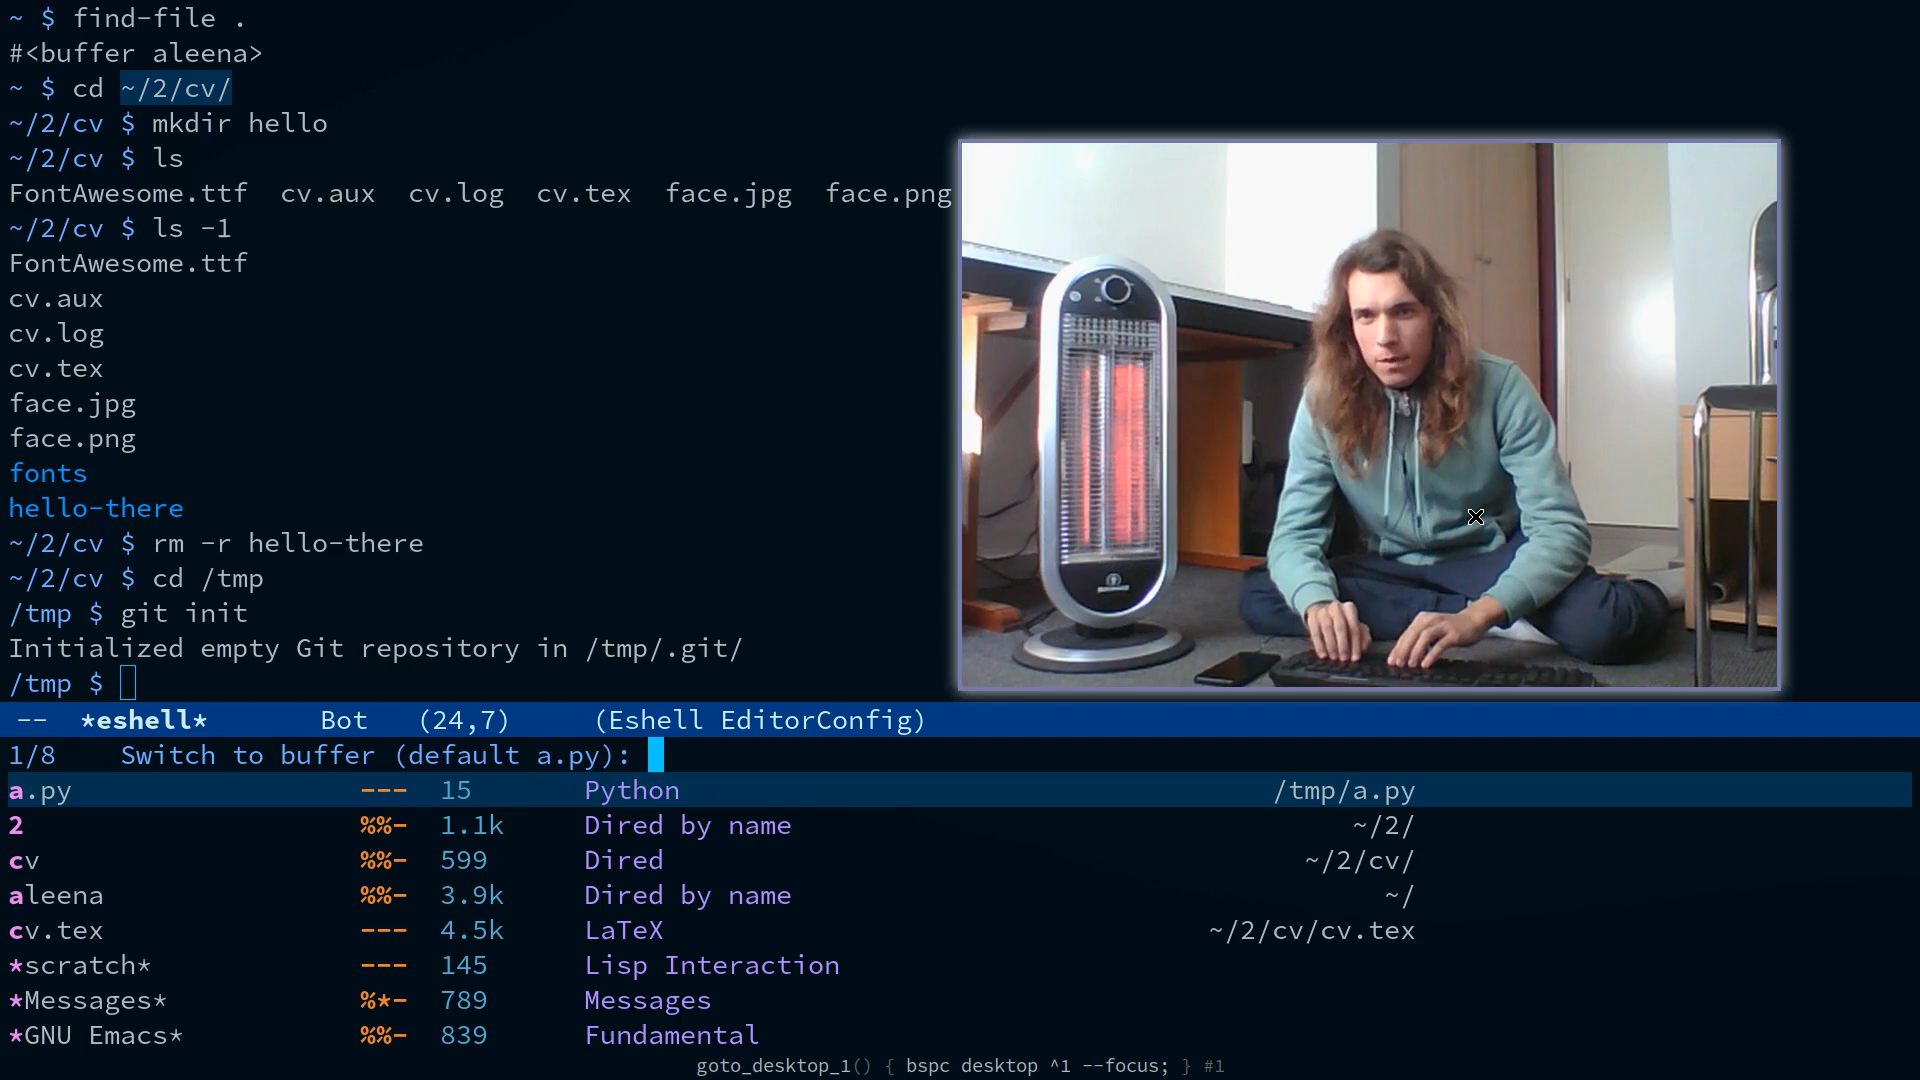 ~ $ find-file .
#<buffer aleena>
~ $ cd ~/2/cv/
~/2/cv $ mkdir hello
~/2/cv $ ls
FontAwesome.ttf  cv.aux  cv.log  cv.tex  face.jpg  face.png
~/2/cv $ ls -1
FontAwesome.ttf
cv.aux
cv.log
cv.tex
face.jpg
face.png
fonts
hello-there
~/2/cv $ rm -r hello-there
~/2/cv $ cd /tmp
/tmp $ git init
Initialized empty Git repository in /tmp/.git/
/tmp $
-- *eshell* Bot (24,7) (Eshell EditorConfig)
1/8 Switch to buffer (default a.py):
a.py --- 15 Python /tmp/a.py
2 %%- 1.1k Dired by name ~/2/
cv %%- 599 Dired ~/2/cv/
aleena %%- 3.9k Dired by name ~/
cv.tex --- 4.5k LaTeX ~/2/cv/cv.tex
*scratch* --- 145 Lisp Interaction
*Messages* %*- 789 Messages
*GNU Emacs* %%- 839 Fundamental
goto_desktop_1() { bspc desktop ^1 --focus; } #1